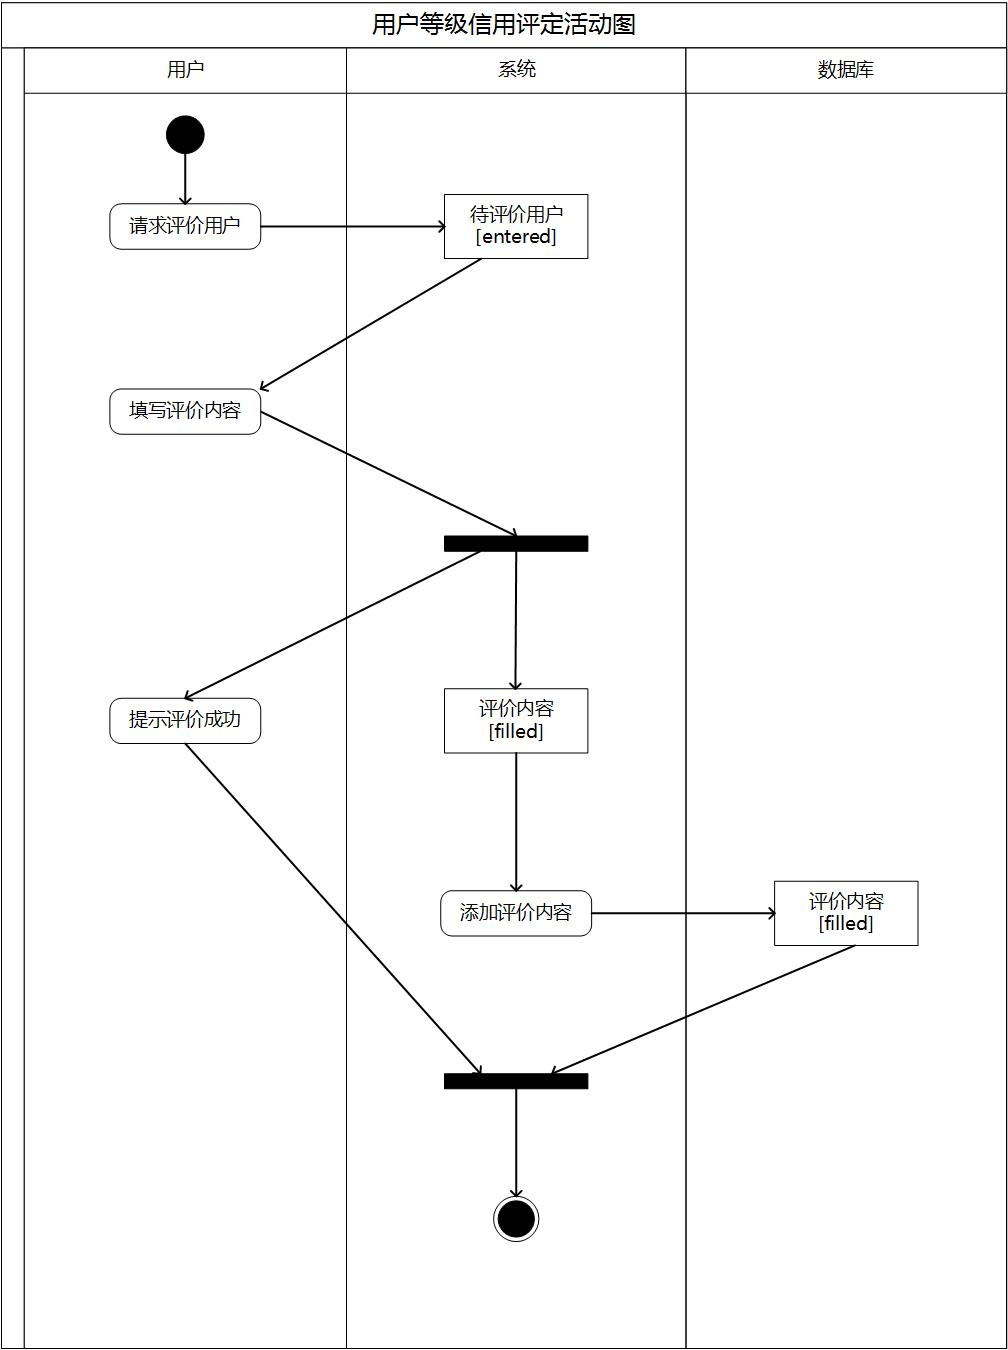 用户等级信用评定活动图
用户
系统
数据库
请求评价用户
待评价用户
[entered]
填写评价内容
提示评价成功
评价内容
[filled]
添加评价内容
评价内容
[filled]